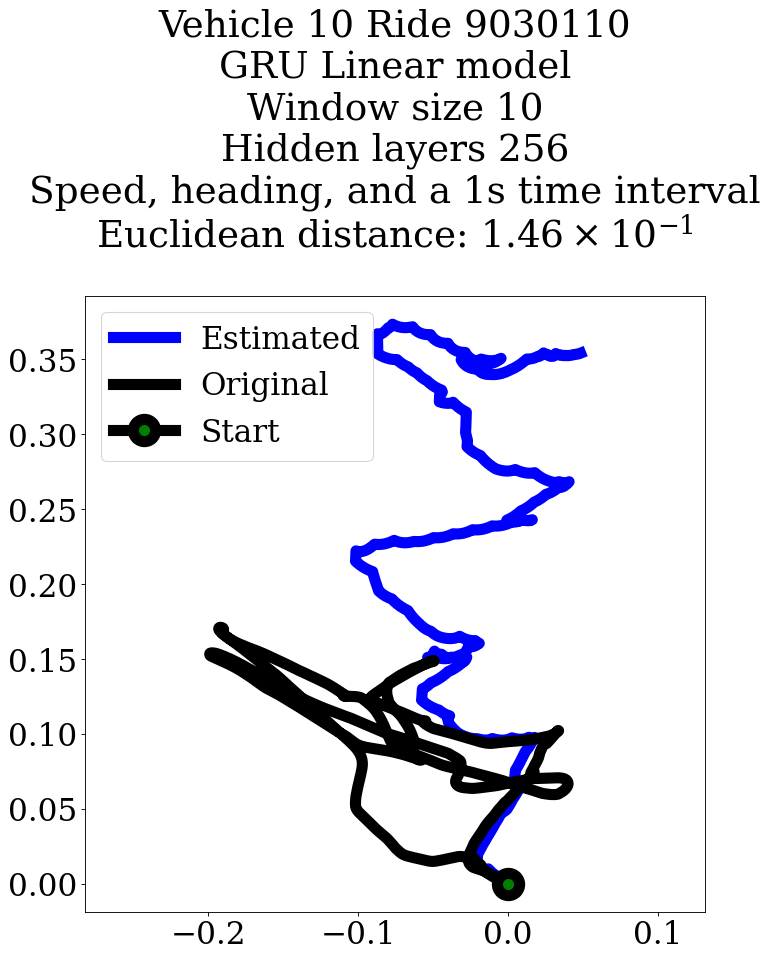 Vehicle 10 Ride 9030110
GRU Linear model
Window size 10
Hidden layers 256
Speed, heading, and a 1s time interval
Euclidean distance: 1.46 × 10⁻¹
Estimated
Original
Start
0.35
0.30
0.25
0.20
0.15
0.10
0.05
0.00
−0.2 −0.1 0.0 0.1